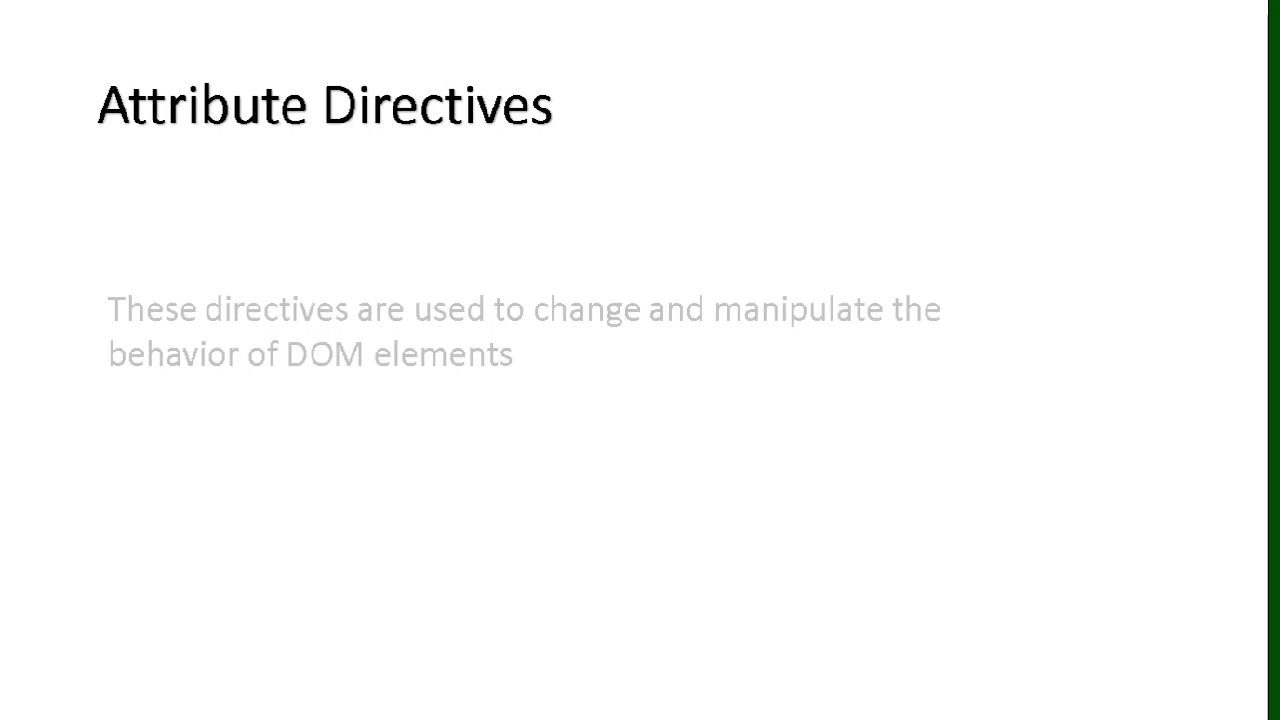 Attribute Directives
These directives are used to change and manipulate the
behavior of DOM elements